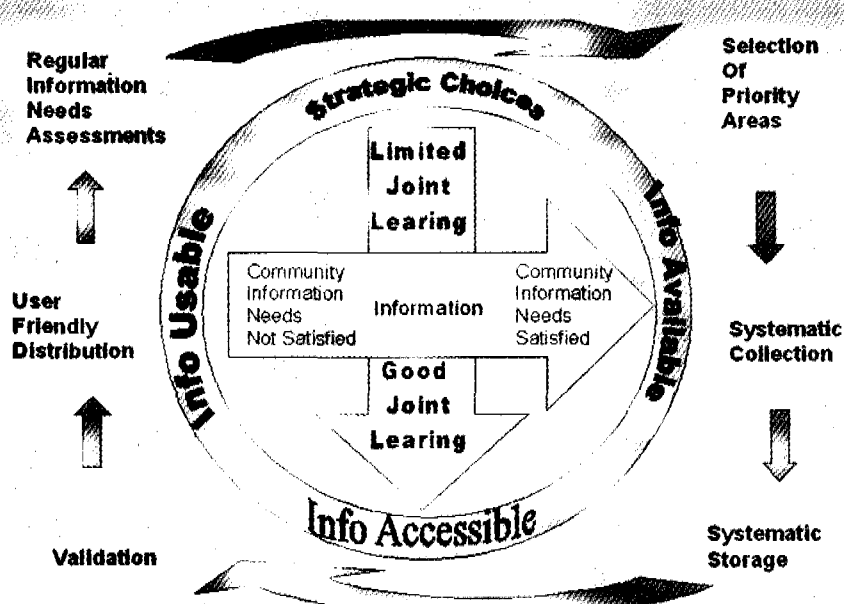 Regular
Information
Needs
Assessments
Strategic Choices
Selection
Of
Priority
Areas
Limited
Joint
Learing
Info Usable
Info Available
Community
Information
Needs
Not Satisfied
Information
Community
Information
Needs
Satisfied
User
Friendly
Distribution
Systematic
Collection
Good
Joint
Learing
Info Accessible
Validation
Systematic
Storage